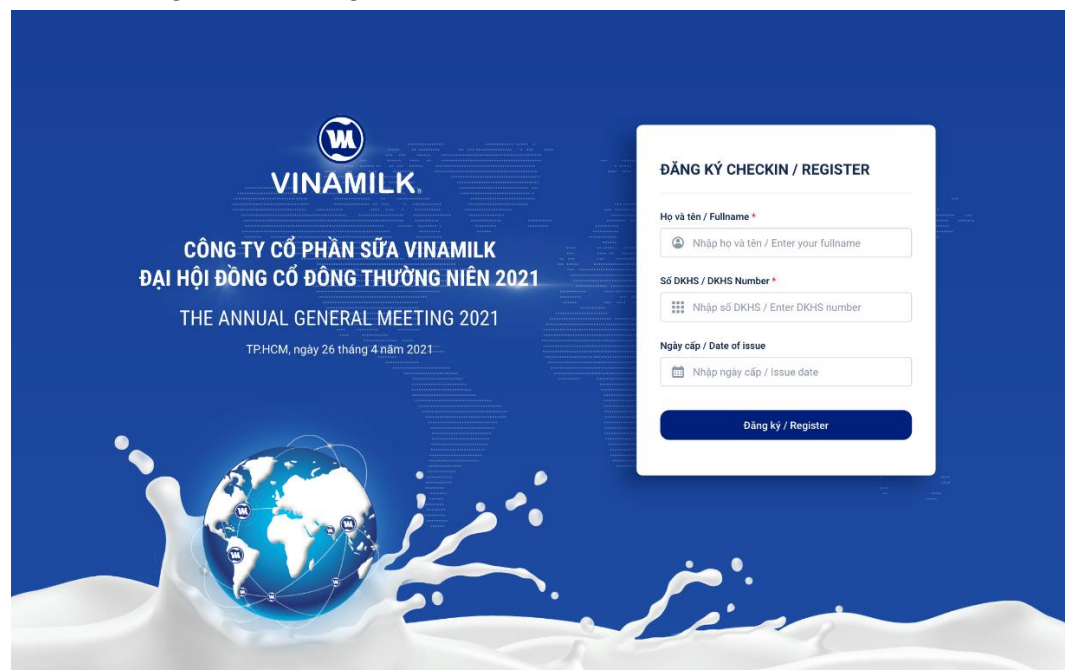 VINAMILK
CÔNG TY CỔ PHẦN SỮA VINAMILK
ĐẠI HỘI ĐỒNG CỔ ĐÔNG THƯỜNG NIÊN 2021
THE ANNUAL GENERAL MEETING 2021
TP.HCM, ngày 26 tháng 4 năm 2021
ĐĂNG KÝ CHECKIN / REGISTER
Họ và tên / Fullname *
Nhập họ và tên / Enter your fullname
Số DKHS / DKHS Number *
Nhập số DKHS / Enter DKHS number
Ngày cấp / Date of issue
Nhập ngày cấp / Issue date
Đăng ký / Register